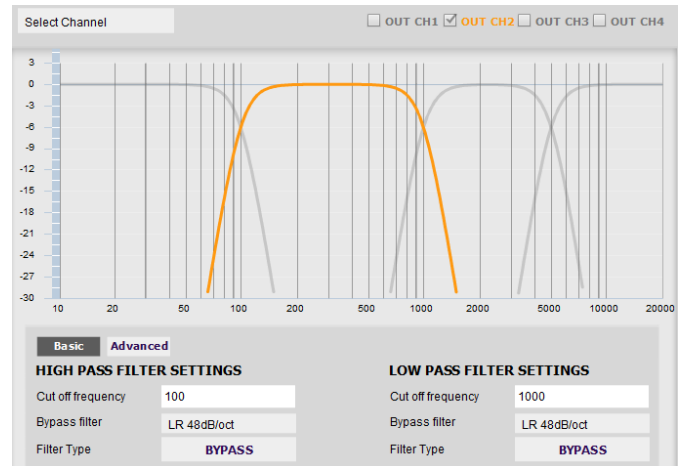 Select Channel OUT CH1 OUT CH2 OUT CH3 OUT CH4
3
0
-3
-6
-9
-12
-15
-18
-21
-24
-27
-30
10 20 50 100 200 500 1000 2000 5000 10000 20000
Basic Advanced
HIGH PASS FILTER SETTINGS LOW PASS FILTER SETTINGS
Cut off frequency 100 Cut off frequency 1000
Bypass filter LR 48dB/oct Bypass filter LR 48dB/oct
Filter Type BYPASS Filter Type BYPASS